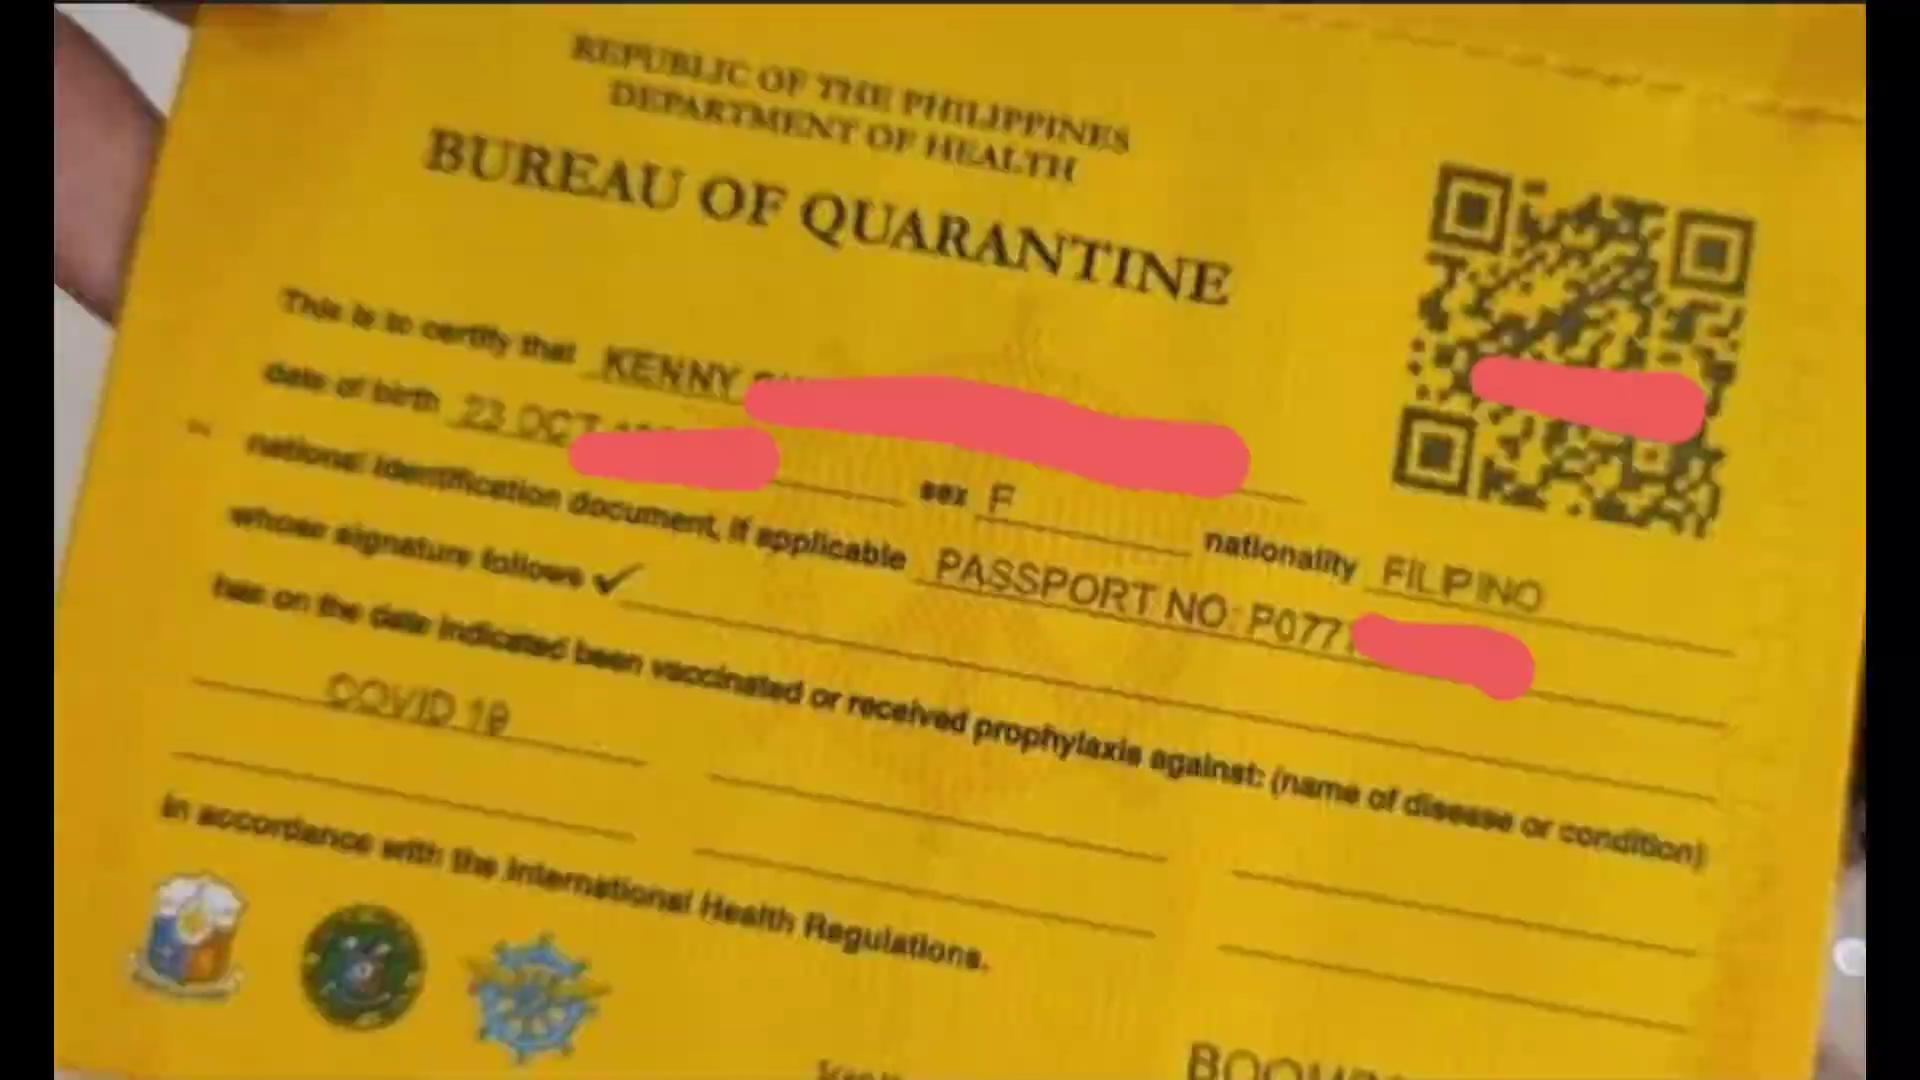 REPUBLIC OF THE PHILIPPINES
DEPARTMENT OF HEALTH
BUREAU OF QUARANTINE
This is to certify that KENNY
date of birth 23 OCT sex F nationality FILIPINO
national identification document, if applicable PASSPORT NO: P077
whose signature follows ✓
has on the date indicated been vaccinated or received prophylaxis against: (name of disease or condition)
COVID 19
in accordance with the International Health Regulations.